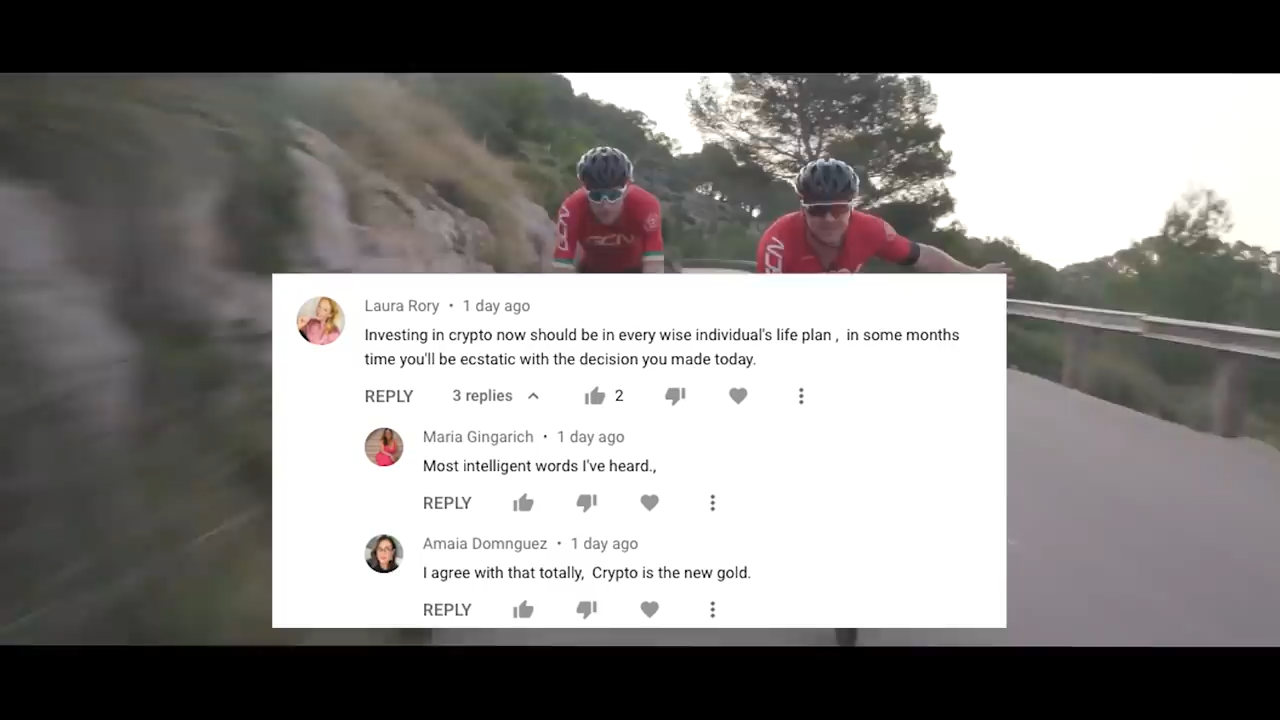 GCN
GCN
GCN
Laura Rory • 1 day ago
Investing in crypto now should be in every wise individual's life plan ,  in some months
time you'll be ecstatic with the decision you made today.
REPLY 3 replies 2
Maria Gingarich • 1 day ago
Most intelligent words I've heard.,
REPLY
Amaia Domnguez • 1 day ago
I agree with that totally,  Crypto is the new gold.
REPLY